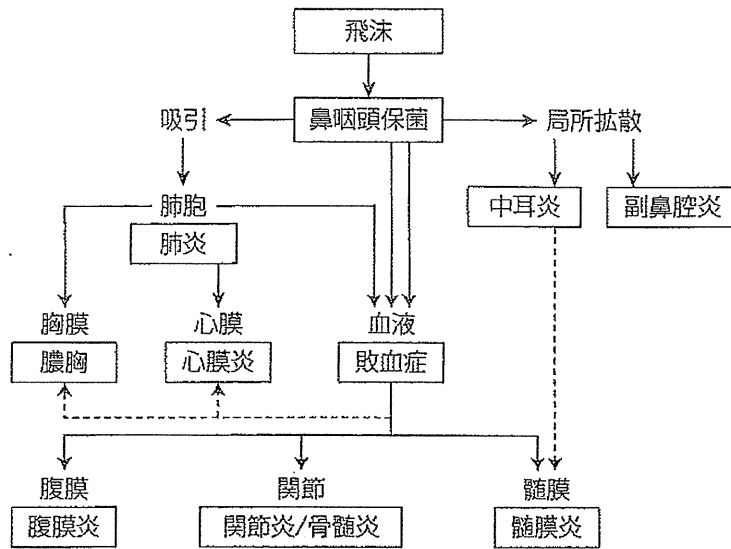 飛沫
吸引
鼻咽頭保菌
局所拡散
肺胞
肺炎
中耳炎
副鼻腔炎
胸膜
心膜
血液
膿胸
心膜炎
敗血症
腹膜
関節
髄膜
腹膜炎
関節炎/骨髄炎
髄膜炎